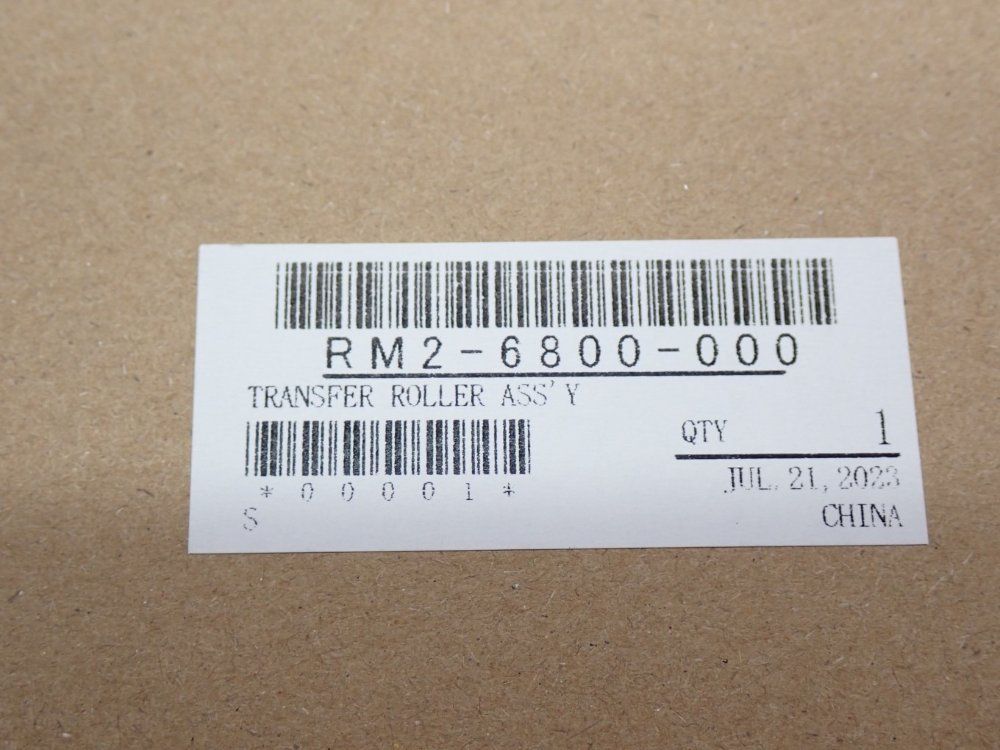 RM2-6800-000
TRANSFER ROLLER ASS'Y
QTY 1
*00001*
JUL. 21, 2023
S
CHINA